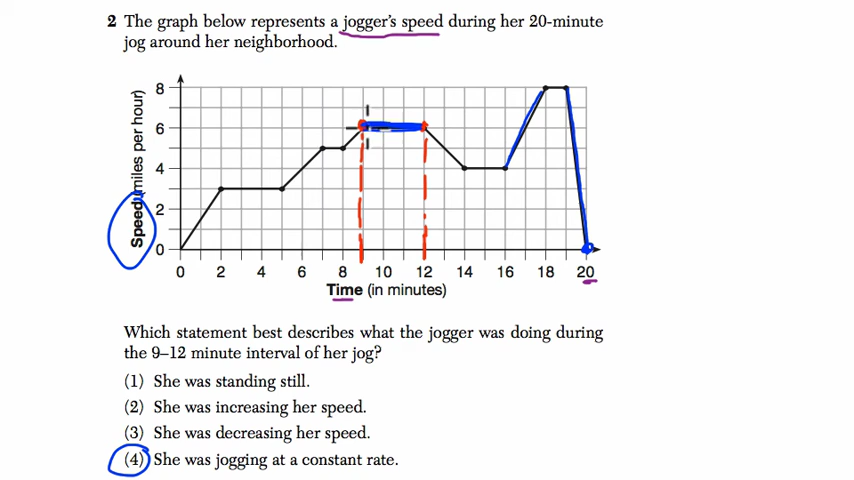 2 The graph below represents a jogger's speed during her 20-minute
jog around her neighborhood.
Speed (miles per hour)
8
6
4
2
0
0 2 4 6 8 10 12 14 16 18 20
Time (in minutes)
Which statement best describes what the jogger was doing during
the 9–12 minute interval of her jog?
(1) She was standing still.
(2) She was increasing her speed.
(3) She was decreasing her speed.
(4) She was jogging at a constant rate.